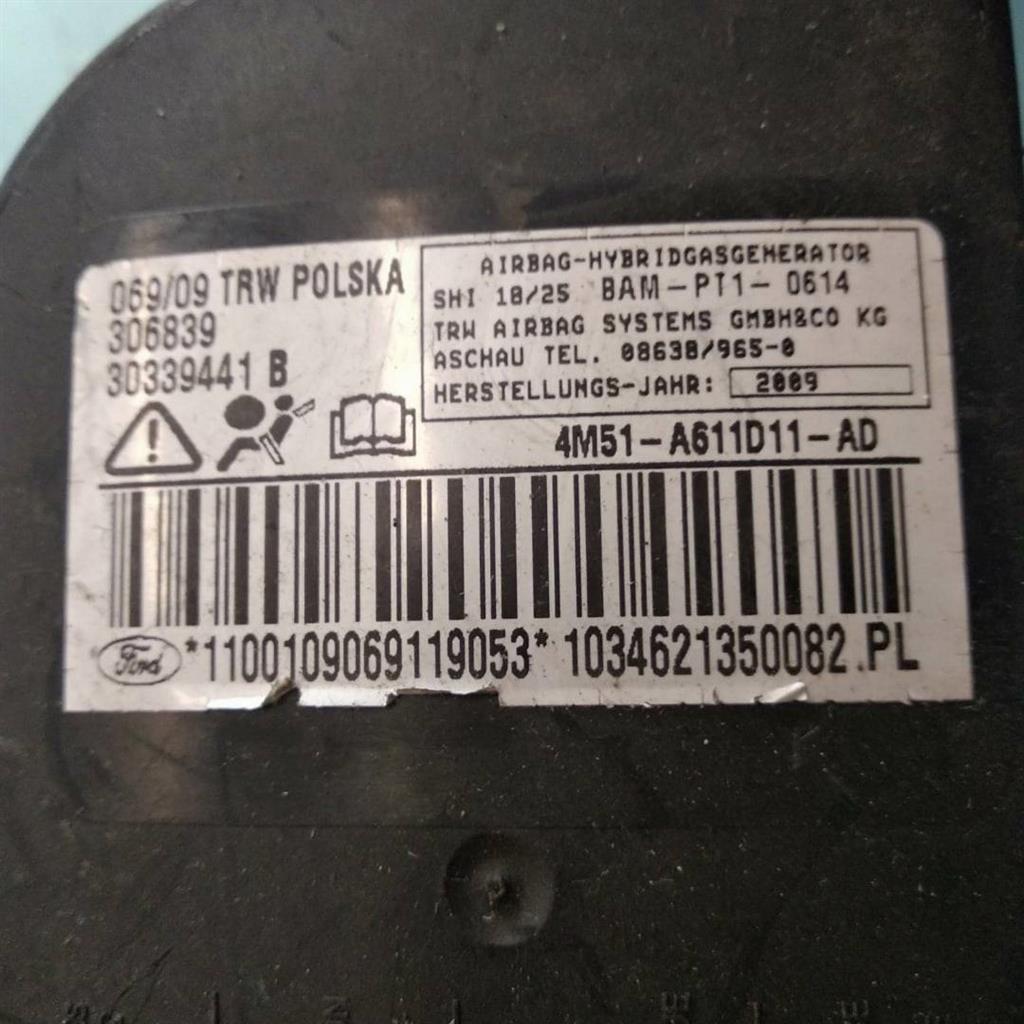 069/09 TRW POLSKA
306839
30339441 B
AIRBAG-HYBRIDGASGENERATOR
SHI 18/25 BAM-PT1-0614
TRW AIRBAG SYSTEMS GMBH&CO KG
ASCHAU TEL. 08638/965-0
HERSTELLUNGS-JAHR: 2009
4M51-A611D11-AD
Ford *1100109069119053* 1034621350082.PL